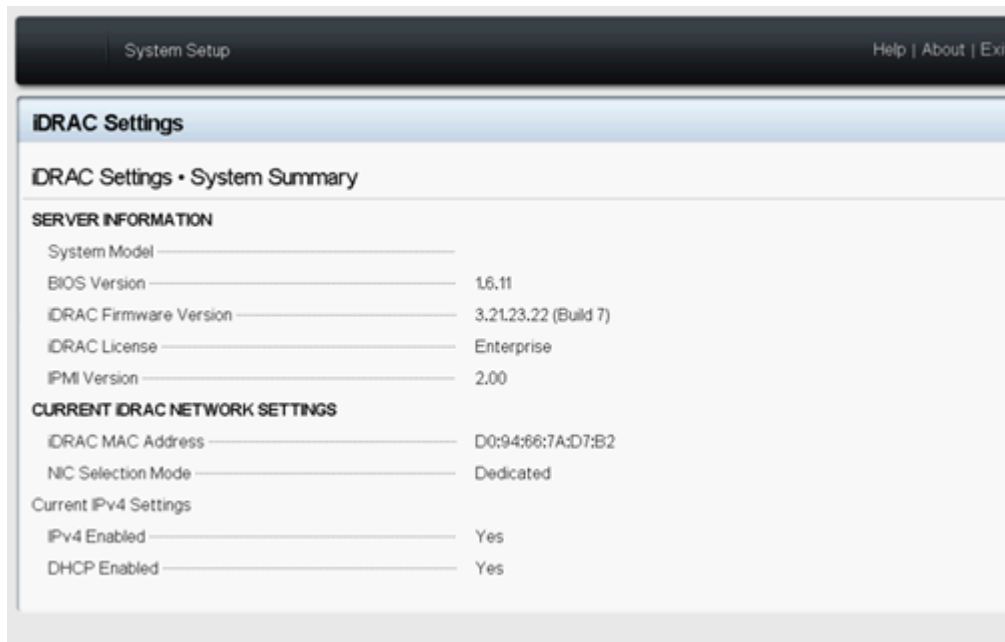 System Setup
Help | About | Exi
iDRAC Settings
iDRAC Settings • System Summary
SERVER INFORMATION
System Model
BIOS Version 1.6.11
iDRAC Firmware Version 3.21.23.22 (Build 7)
iDRAC License Enterprise
IPMI Version 2.00
CURRENT iDRAC NETWORK SETTINGS
iDRAC MAC Address D0:94:66:7A:D7:B2
NIC Selection Mode Dedicated
Current IPv4 Settings
IPv4 Enabled Yes
DHCP Enabled Yes